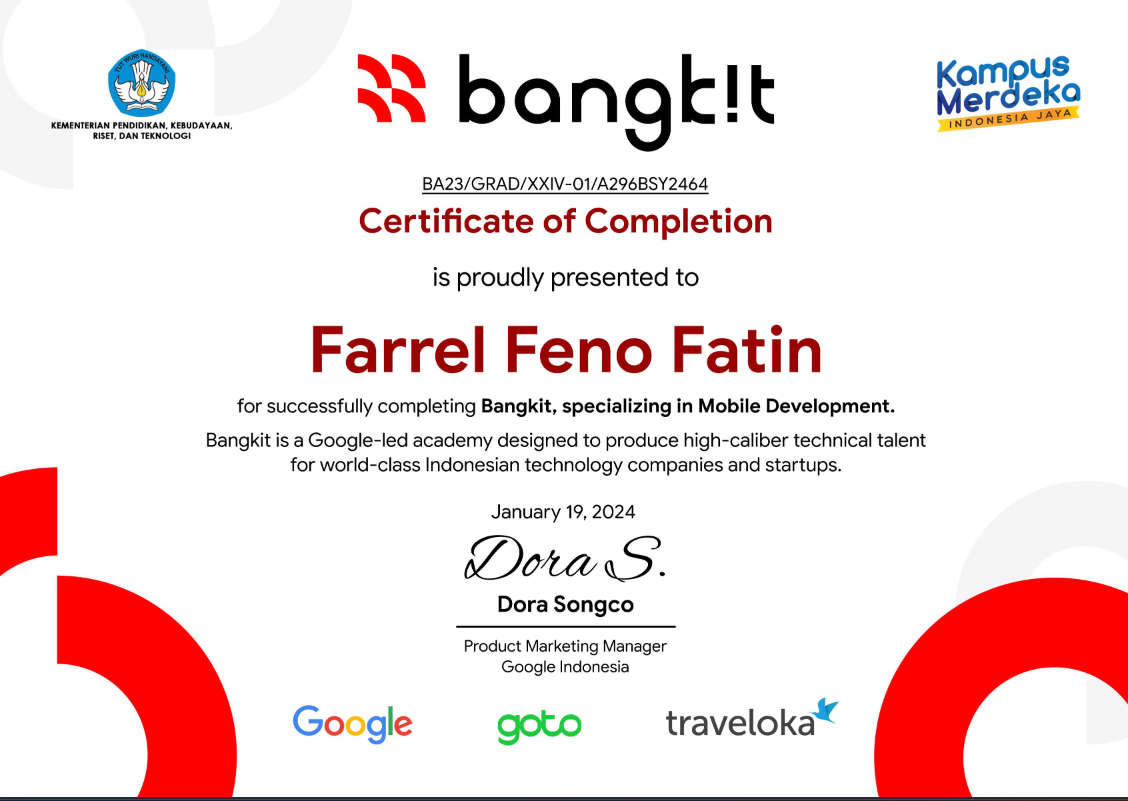 TUT WURI HANDAYANI
KEMENTERIAN PENDIDIKAN, KEBUDAYAAN,
RISET, DAN TEKNOLOGI
bangk!t
Kampus
Merdeka
INDONESIA JAYA
BA23/GRAD/XXIV-01/A296BSY2464
Certificate of Completion
is proudly presented to
Farrel Feno Fatin
for successfully completing Bangkit, specializing in Mobile Development.
Bangkit is a Google-led academy designed to produce high-caliber technical talent
for world-class Indonesian technology companies and startups.
January 19, 2024
Dora S.
Dora Songco
Product Marketing Manager
Google Indonesia
Google
goto
traveloka